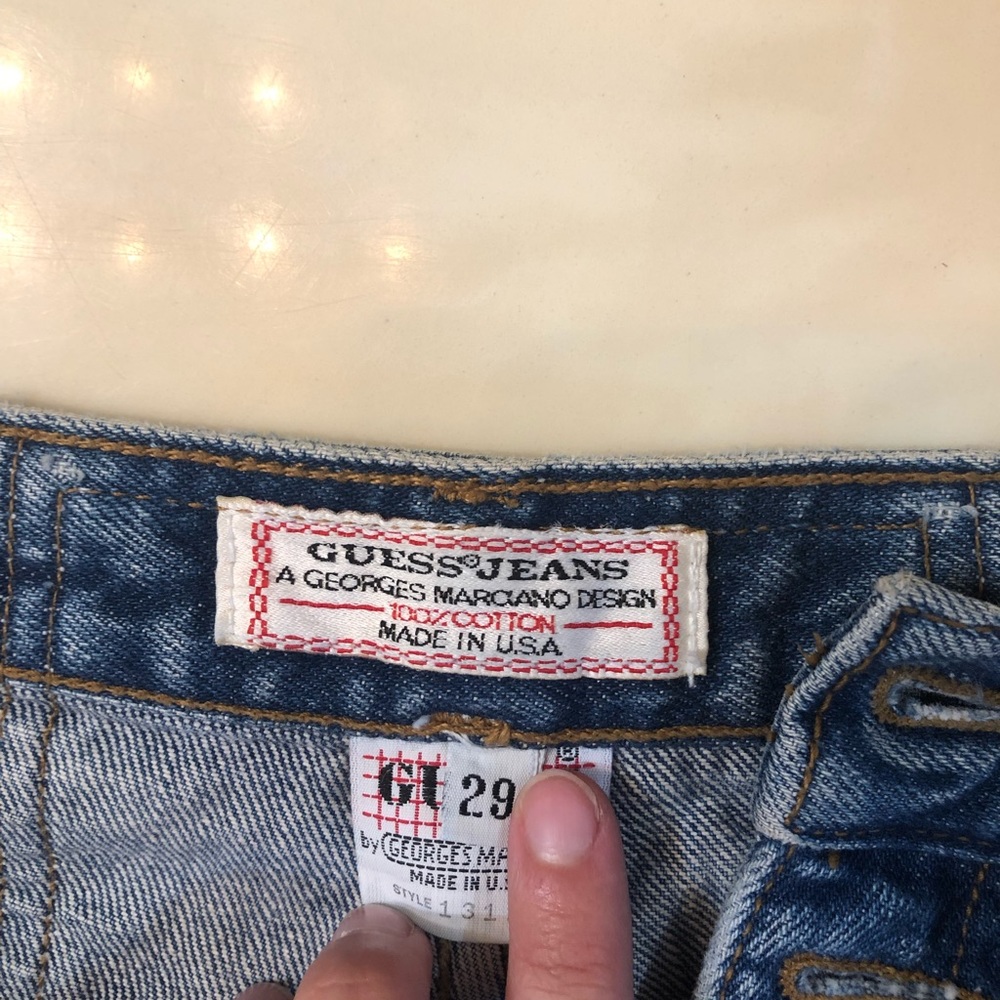 GUESS® JEANS
A GEORGES MARCIANO DESIGN
100% COTTON
MADE IN U.S.A.
GU 29 ®
by GEORGES MA
MADE IN U.S
STYLE 131